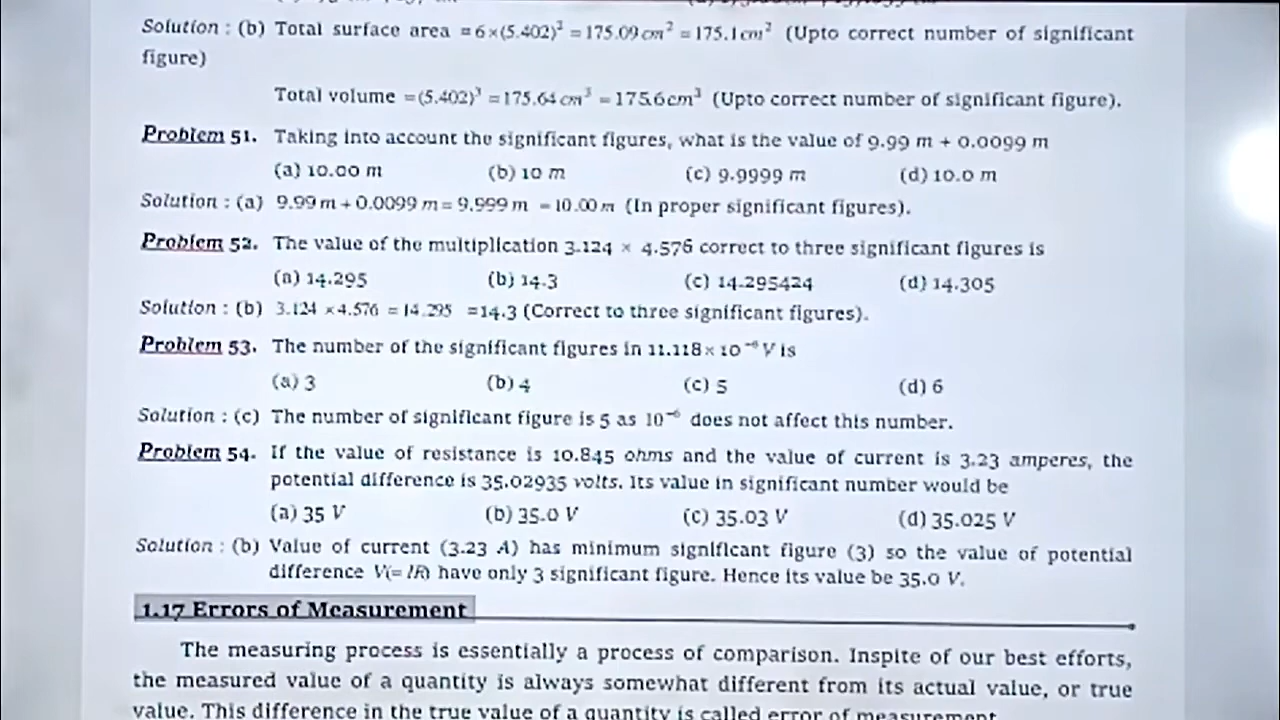 Solution : (b) Total surface area = 6×(5.402)² = 175.09 cm² = 175.1 cm² (Upto correct number of significant
figure)
Total volume = (5.402)³ = 175.64 cm³ = 175.6 cm³ (Upto correct number of significant figure).
Problem 51. Taking into account the significant figures, what is the value of 9.99 m + 0.0099 m
(a) 10.00 m (b) 10 m (c) 9.9999 m (d) 10.0 m
Solution : (a) 9.99 m + 0.0099 m = 9.999 m = 10.00 m (In proper significant figures).
Problem 52. The value of the multiplication 3.124 × 4.576 correct to three significant figures is
(a) 14.295 (b) 14.3 (c) 14.295424 (d) 14.305
Solution : (b) 3.124 × 4.576 = 14.295 = 14.3 (Correct to three significant figures).
Problem 53. The number of the significant figures in 11.118 × 10⁻⁶ V is
(a) 3 (b) 4 (c) 5 (d) 6
Solution : (c) The number of significant figure is 5 as 10⁻⁶ does not affect this number.
Problem 54. If the value of resistance is 10.845 ohms and the value of current is 3.23 amperes, the
potential difference is 35.02935 volts. Its value in significant number would be
(a) 35 V (b) 35.0 V (c) 35.03 V (d) 35.025 V
Solution : (b) Value of current (3.23 A) has minimum significant figure (3) so the value of potential
difference V(= IR) have only 3 significant figure. Hence its value be 35.0 V.
1.17 Errors of Measurement
The measuring process is essentially a process of comparison. Inspite of our best efforts,
the measured value of a quantity is always somewhat different from its actual value, or true
value. This difference in the true value of a quantity is called error of measurement.